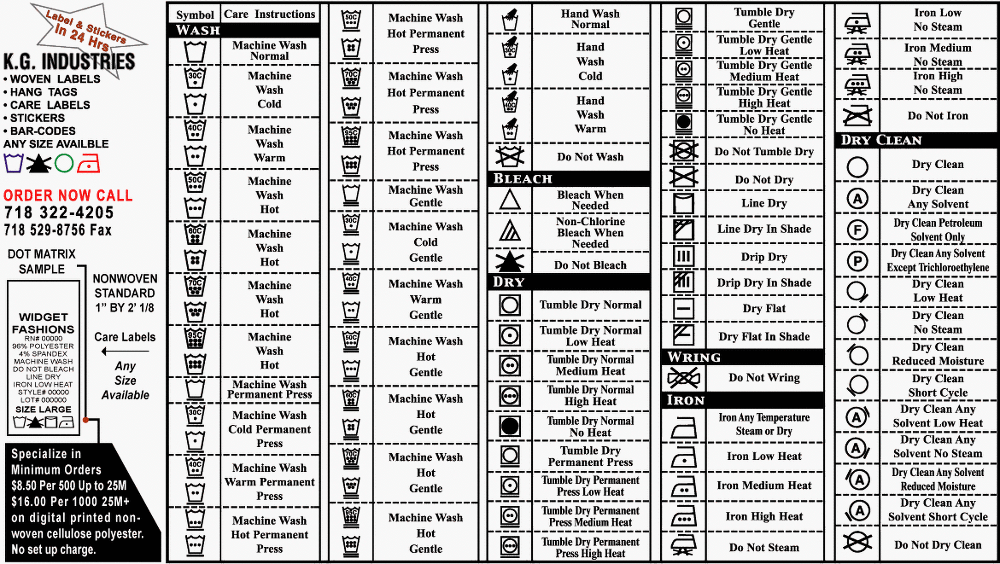 Label & Stickers
In 24 Hrs
K.G. INDUSTRIES
• WOVEN LABELS
• HANG TAGS
• CARE LABELS
• STICKERS
• BAR-CODES
ANY SIZE AVAILBLE
ORDER NOW CALL
718 322-4205
718 529-8756 Fax
DOT MATRIX
SAMPLE
NONWOVEN
STANDARD
1" BY 2' 1/8
Care Labels
Any
Size
Available
WIDGET
FASHIONS
RN# 00000
96% POLYESTER
4% SPANDEX
MACHINE WASH
DO NOT BLEACH
LINE DRY
IRON LOW HEAT
STYLE# 00000
LOT# 000000
SIZE LARGE
Specialize in
Minimum Orders
$8.50 Per 500 Up to 25M
$16.00 Per 1000 25M+
on digital printed non-
woven cellulose polyester.
No set up charge.
Symbol Care Instructions
WASH
Machine Wash
Normal
30C
Machine
Wash
Cold
40C
Machine
Wash
Warm
50C
Machine
Wash
Hot
60C
Machine
Wash
Hot
70C
Machine
Wash
Hot
95C
Machine
Wash
Hot
Machine Wash
Permanent Press
30C
Machine Wash
Cold Permanent
Press
40C
Machine Wash
Warm Permanent
Press
Machine Wash
Hot Permanent
Press
50C
Machine Wash
Hot Permanent
Press
70C
Machine Wash
Hot Permanent
Press
95C
Machine Wash
Hot Permanent
Press
Machine Wash
Gentle
30C
Machine Wash
Cold
Gentle
40C
Machine Wash
Warm
Gentle
50C
Machine Wash
Hot
Gentle
60C
Machine Wash
Hot
Gentle
Machine Wash
Hot
Gentle
Machine Wash
Hot
Gentle
Hand Wash
Normal
Hand
Wash
Cold
Hand
Wash
Warm
Do Not Wash
BLEACH
Bleach When
Needed
Non-Chlorine
Bleach When
Needed
Do Not Bleach
DRY
Tumble Dry Normal
Tumble Dry Normal
Low Heat
Tumble Dry Normal
Medium Heat
Tumble Dry Normal
High Heat
Tumble Dry Normal
No Heat
Tumble Dry
Permanent Press
Tumble Dry Permanent
Press Low Heat
Tumble Dry Permanent
Press Medium Heat
Tumble Dry Permanent
Press High Heat
Tumble Dry
Gentle
Tumble Dry Gentle
Low Heat
Tumble Dry Gentle
Medium Heat
Tumble Dry Gentle
High Heat
Tumble Dry Gentle
No Heat
Do Not Tumble Dry
Do Not Dry
Line Dry
Line Dry In Shade
Drip Dry
Drip Dry In Shade
Dry Flat
Dry Flat In Shade
WRING
Do Not Wring
IRON
Iron Any Temperature
Steam or Dry
Iron Low Heat
Iron Medium Heat
Iron High Heat
Do Not Steam
Iron Low
No Steam
Iron Medium
No Steam
Iron High
No Steam
Do Not Iron
DRY CLEAN
Dry Clean
A
Dry Clean
Any Solvent
F
Dry Clean Petroleum
Solvent Only
P
Dry Clean Any Solvent
Except Trichloroethylene
Dry Clean
Low Heat
Dry Clean
No Steam
Dry Clean
Reduced Moisture
Dry Clean
Short Cycle
A
Dry Clean Any
Solvent Low Heat
A
Dry Clean Any
Solvent No Steam
A
Dry Clean Any Solvent
Reduced Moisture
A
Dry Clean Any
Solvent Short Cycle
Do Not Dry Clean